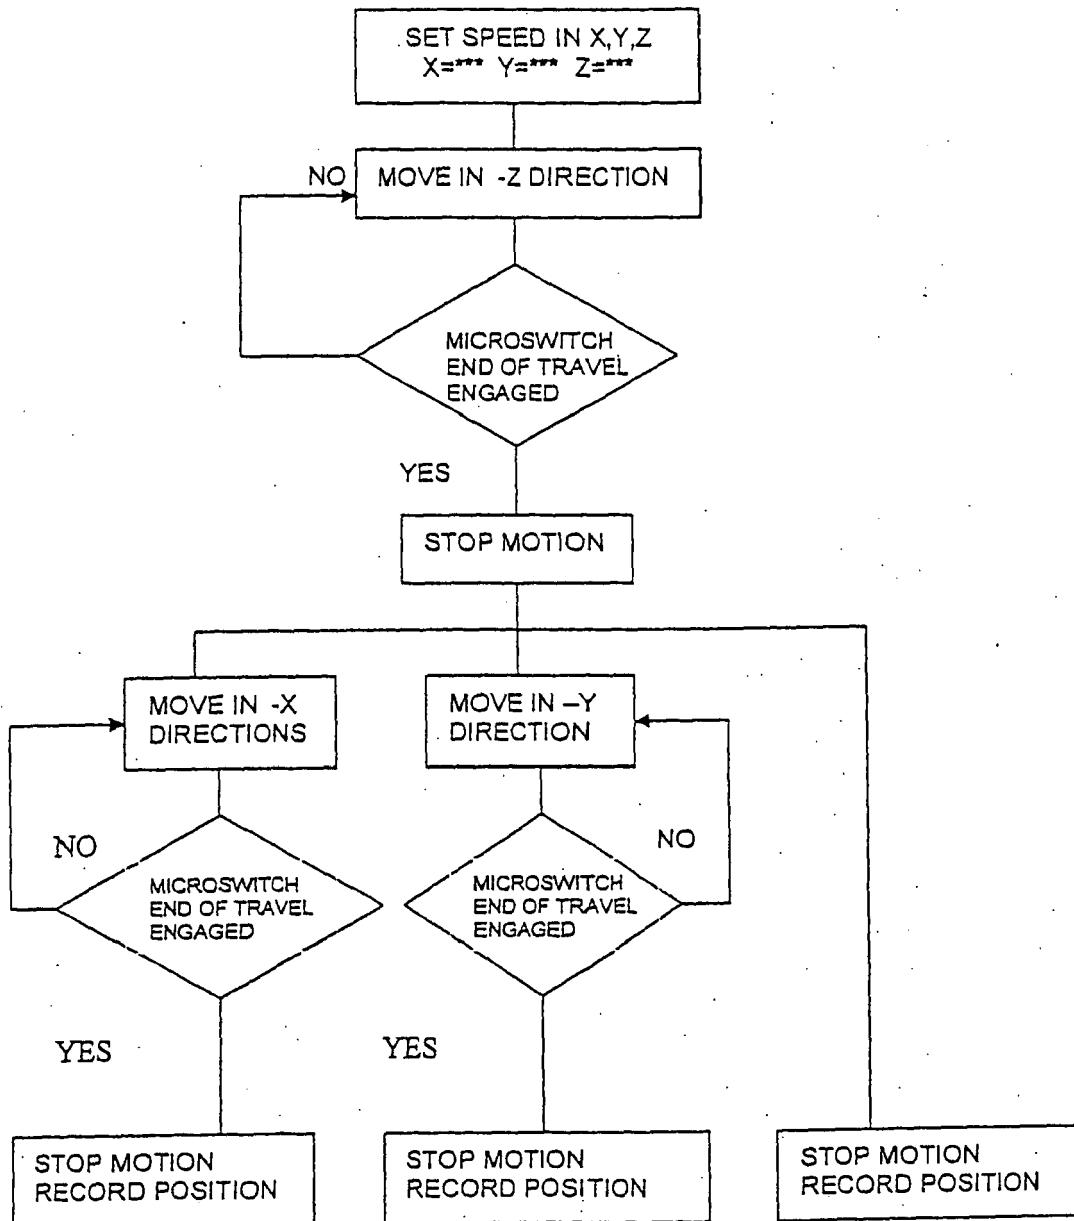 SET SPEED IN X,Y,Z
X=*** Y=*** Z=***
NO
MOVE IN -Z DIRECTION
MICROSWITCH
END OF TRAVEL
ENGAGED
YES
STOP MOTION
MOVE IN -X
DIRECTIONS
MOVE IN –Y
DIRECTION
NO
MICROSWITCH
END OF TRAVEL
ENGAGED
NO
MICROSWITCH
END OF TRAVEL
ENGAGED
YES
YES
STOP MOTION
RECORD POSITION
STOP MOTION
RECORD POSITION
STOP MOTION
RECORD POSITION